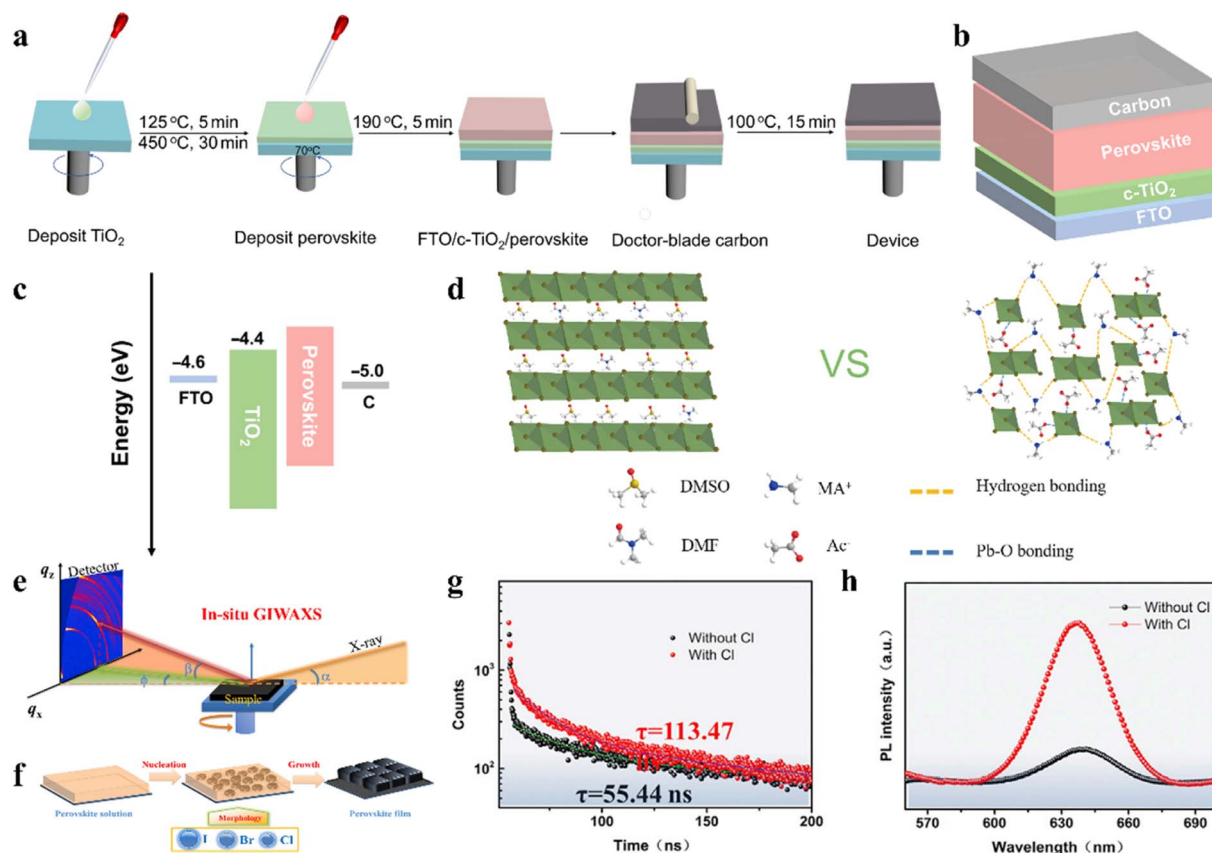 a
125 °C, 5 min
450 °C, 30 min
70°C
190 °C, 5 min
100 °C, 15 min
Deposit TiO2
Deposit perovskite
FTO/c-TiO2/perovskite
Doctor-blade carbon
Device
b
Carbon
Perovskite
c-TiO2
FTO
c
Energy (eV)
−4.6
FTO
−4.4
TiO2
Perovskite
−5.0
C
d
VS
DMSO
MA+
Hydrogen bonding
DMF
Ac-
Pb-O bonding
e
qz
Detector
In-situ GIWAXS
X-ray
ϕ
β
α
Sample
qx
f
Nucleation
Growth
Perovskite solution
Morphology
Perovskite film
I
Br
Cl
g
Without Cl
With Cl
τ=113.47
τ=55.44 ns
Counts
10^3
10^2
100
150
200
Time（ns）
h
Without Cl
With Cl
PL intensity（a.u.）
570
600
630
660
690
Wavelength（nm）